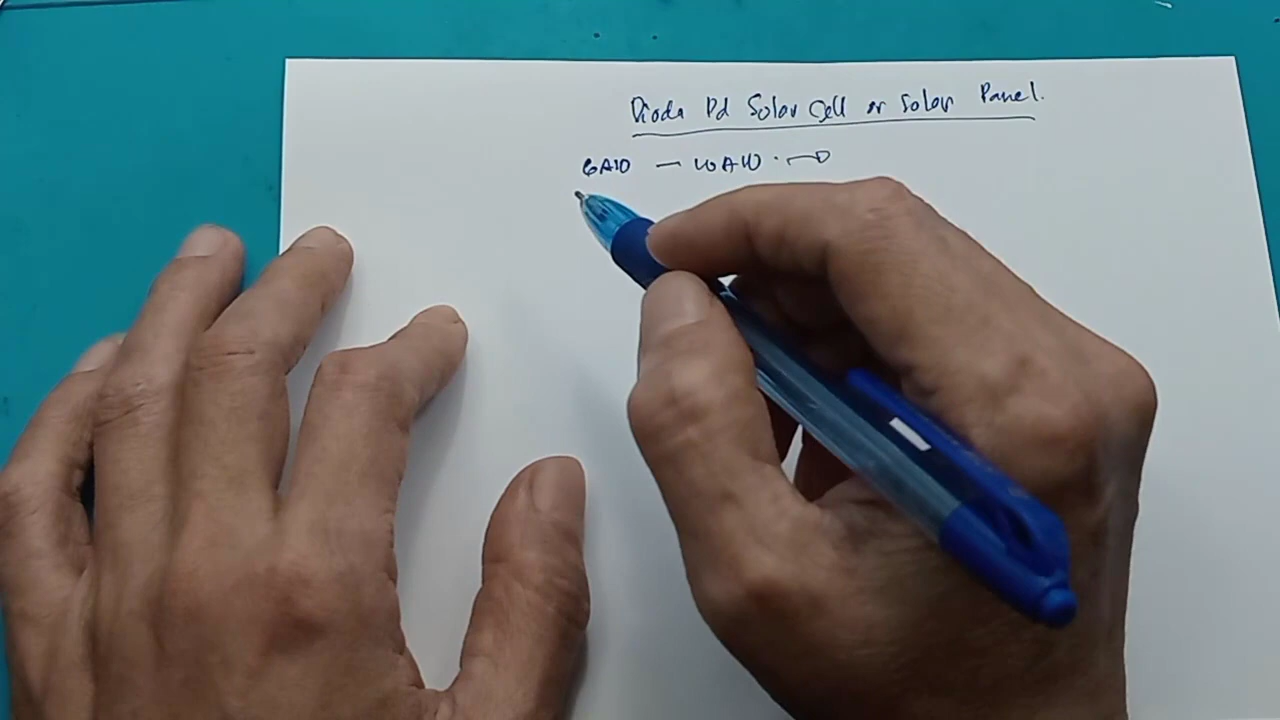 Dioda Pd Solar Cell or Solar Panel.
6A10 — 10A10 . →